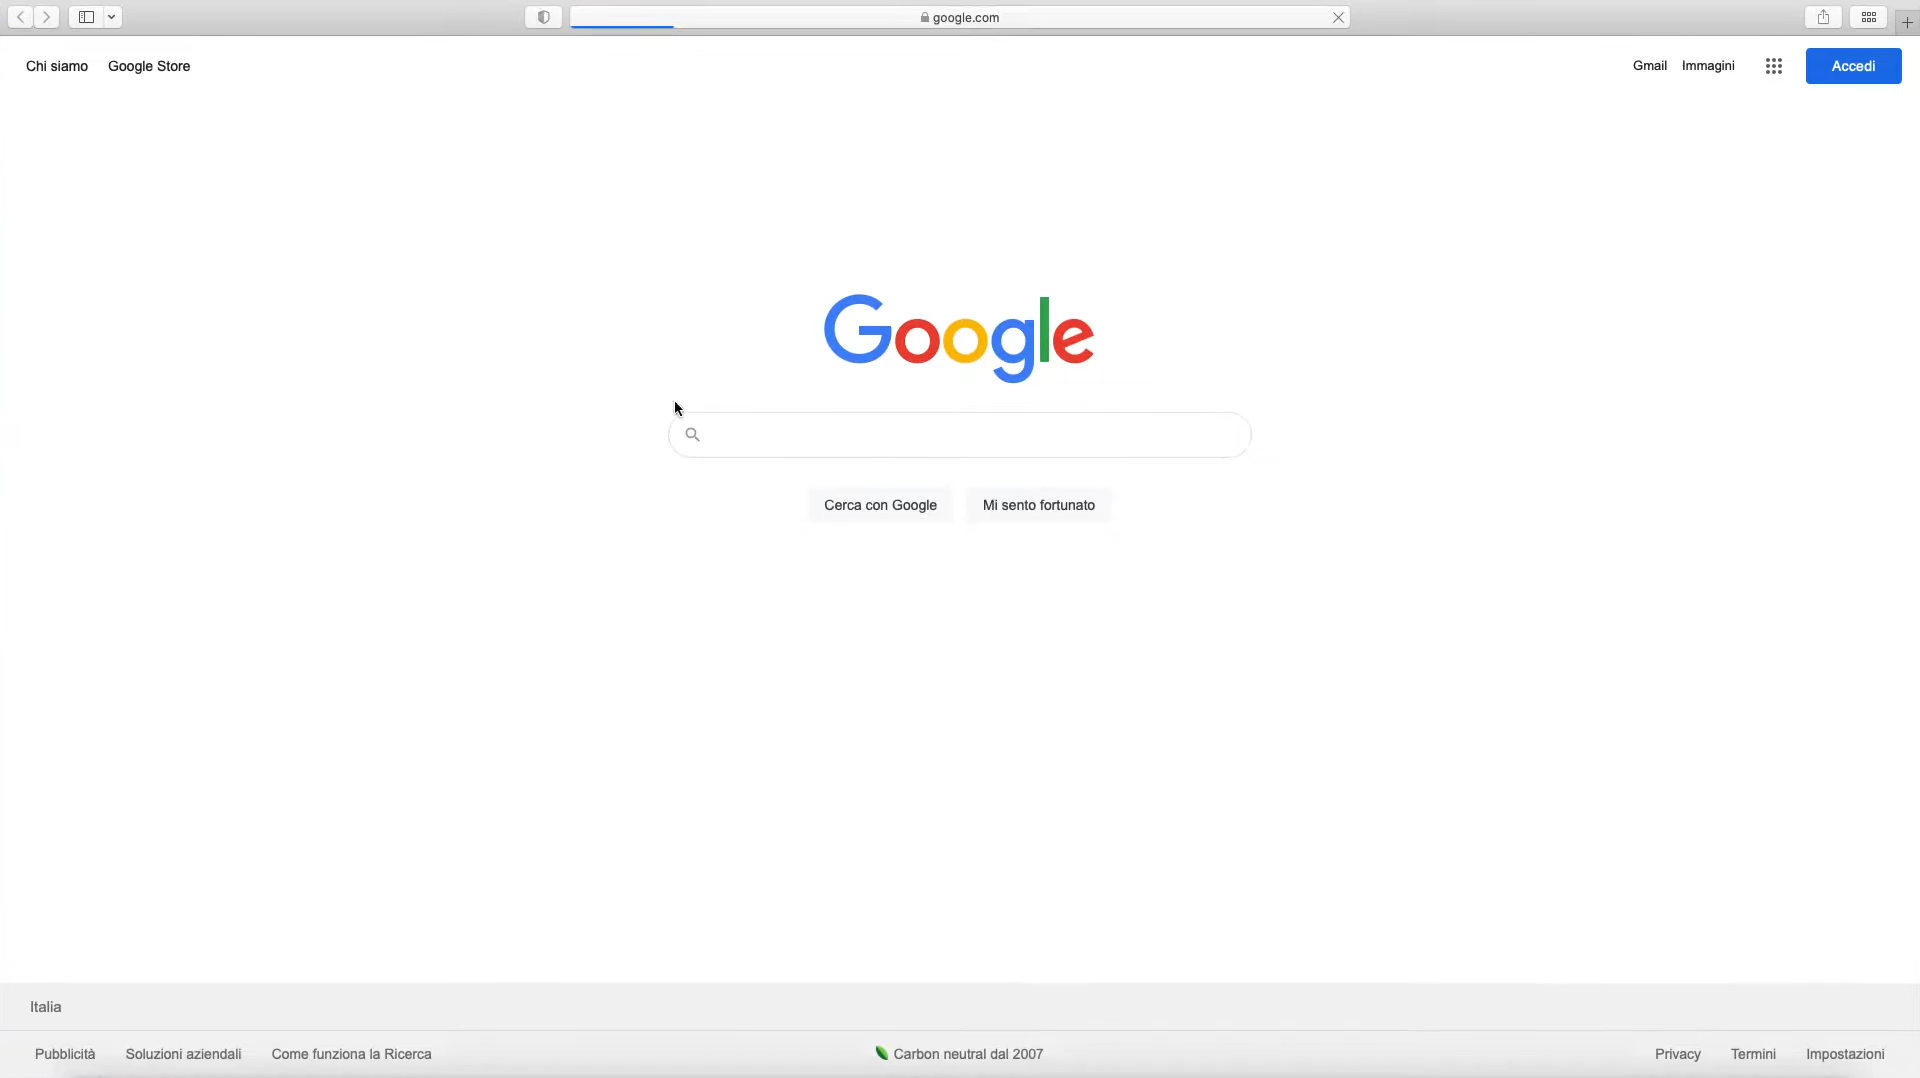 google.com
Chi siamo Google Store Gmail Immagini Accedi
Google
Cerca con Google Mi sento fortunato
Italia
Pubblicità Soluzioni aziendali Come funziona la Ricerca Carbon neutral dal 2007 Privacy Termini Impostazioni